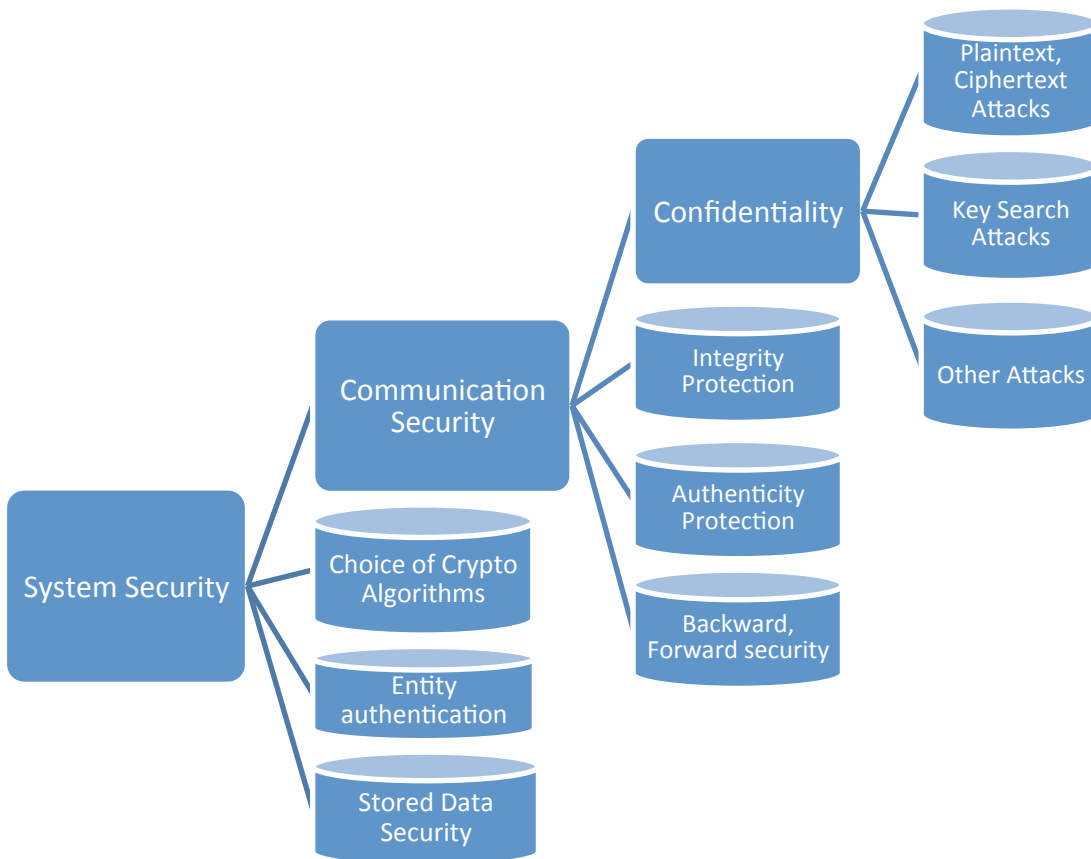 Plaintext,
Ciphertext
Attacks
Confidentiality
Key Search
Attacks
Integrity
Protection
Other Attacks
Communication
Security
Authenticity
Protection
System Security
Choice of Crypto
Algorithms
Backward,
Forward security
Entity
authentication
Stored Data
Security